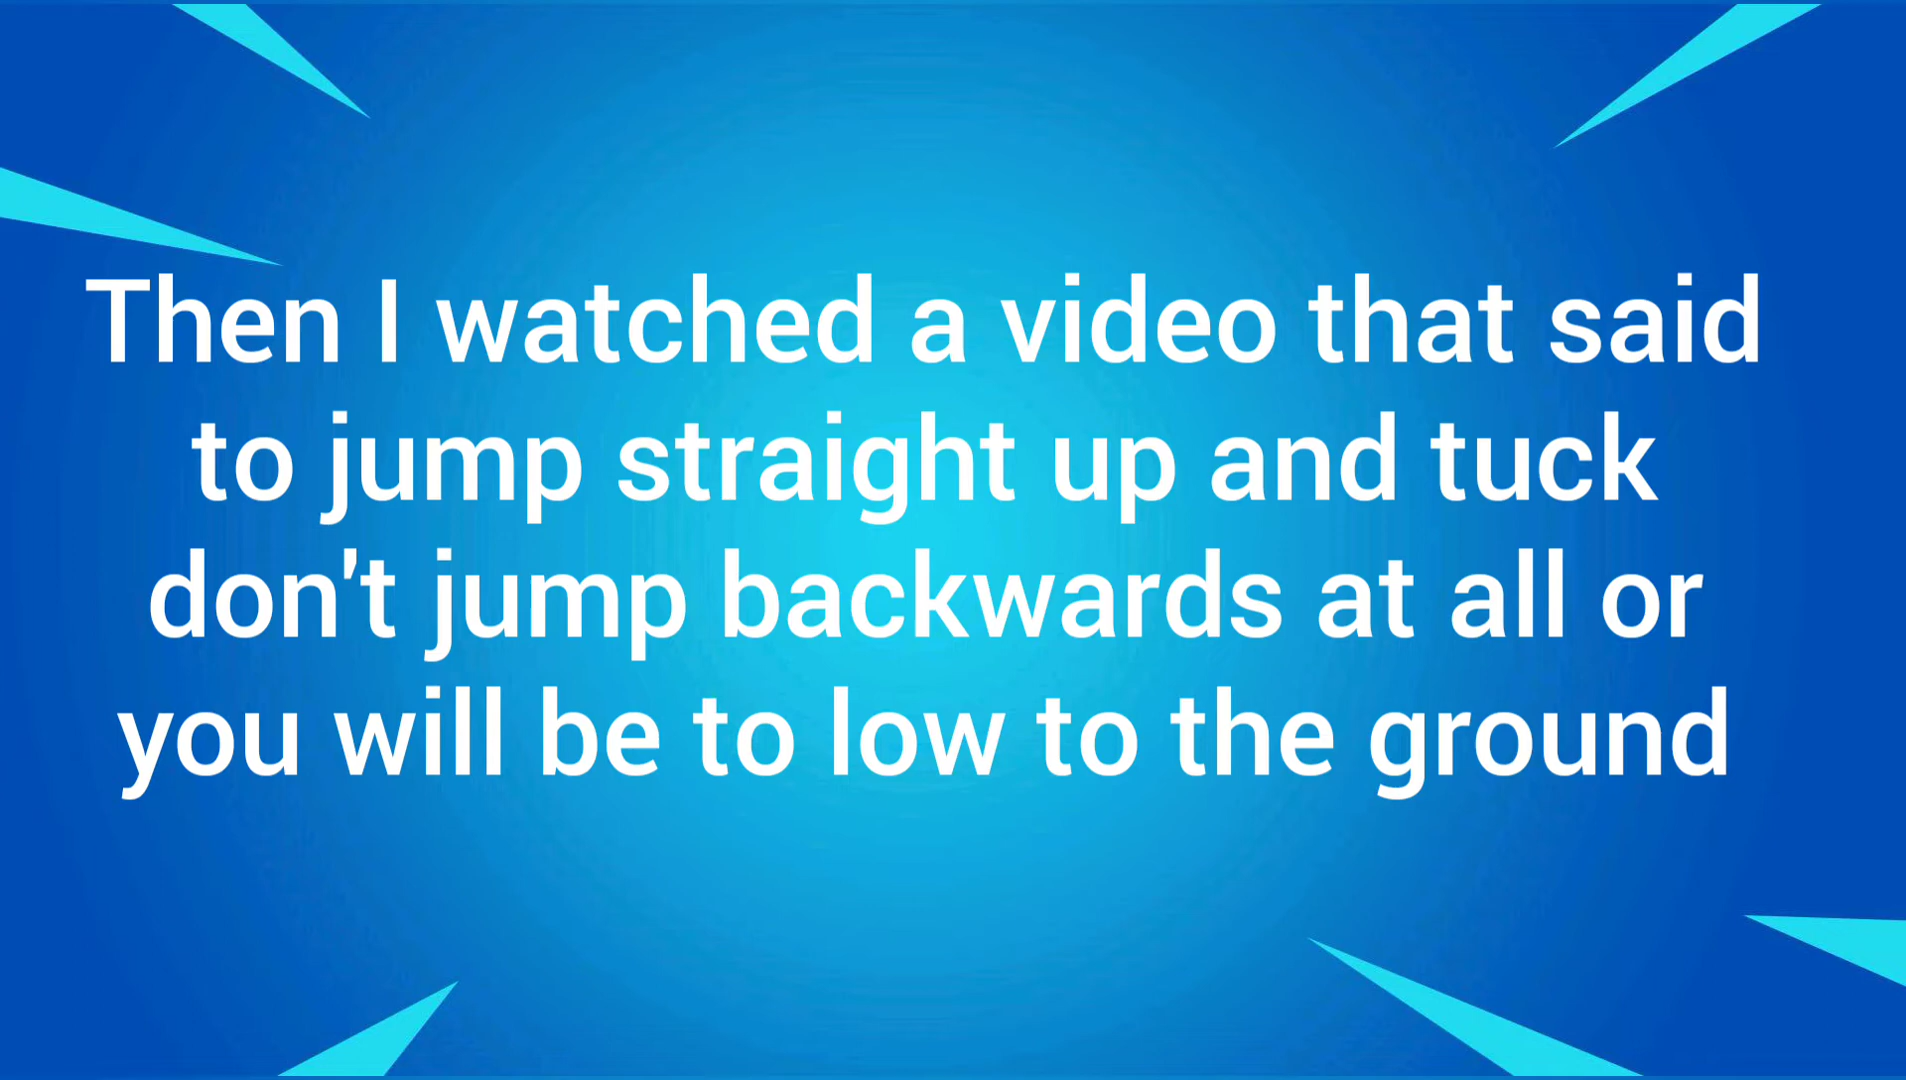 Then I watched a video that said
to jump straight up and tuck
don't jump backwards at all or
you will be to low to the ground